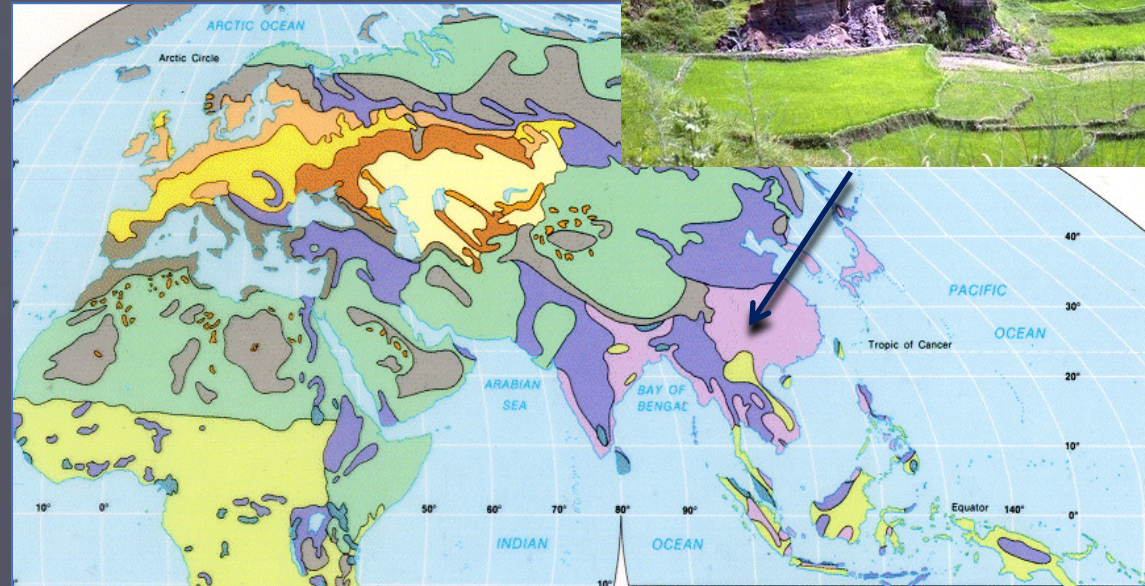 ARCTIC OCEAN
Arctic Circle
40°
PACIFIC
30°
OCEAN
Tropic of Cancer
20°
ARABIAN
SEA
BAY OF
BENGAL
10°
Equator
10°
0°
50°
60°
70°
80°
90°
140°
0°
INDIAN
OCEAN
10°